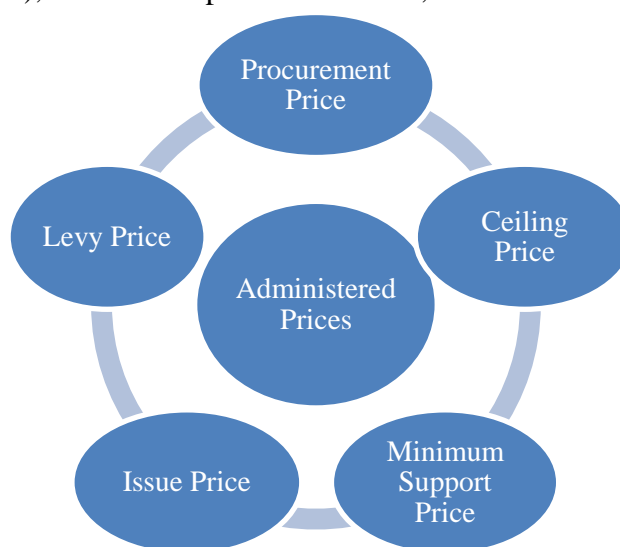 Procurement
Price
Ceiling
Price
Levy Price
Administered
Prices
Issue Price
Minimum
Support
Price